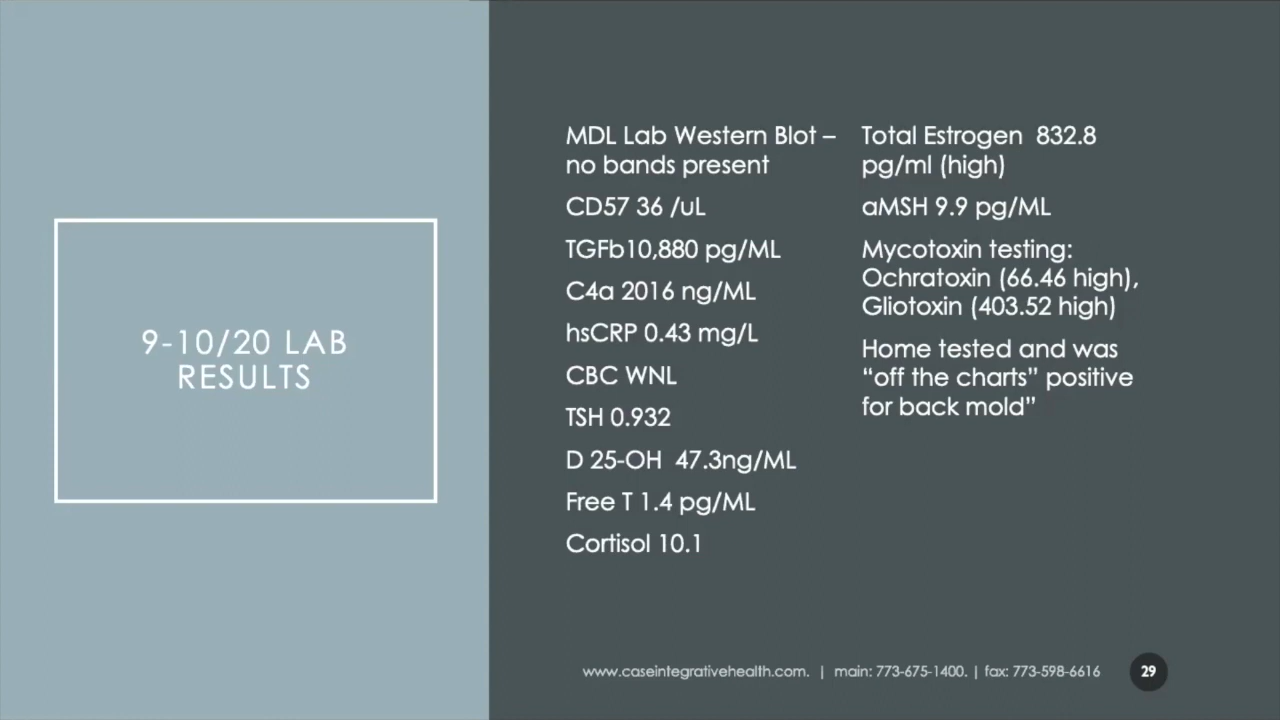 9-10/20 LAB
RESULTS
MDL Lab Western Blot –
no bands present
CD57 36 /uL
TGFb10,880 pg/ML
C4a 2016 ng/ML
hsCRP 0.43 mg/L
CBC WNL
TSH 0.932
D 25-OH  47.3ng/ML
Free T 1.4 pg/ML
Cortisol 10.1
Total Estrogen  832.8
pg/ml (high)
aMSH 9.9 pg/ML
Mycotoxin testing:
Ochratoxin (66.46 high),
Gliotoxin (403.52 high)
Home tested and was
“off the charts” positive
for back mold”
www.caseintegrativehealth.com.  |  main: 773-675-1400. | fax: 773-598-6616
29